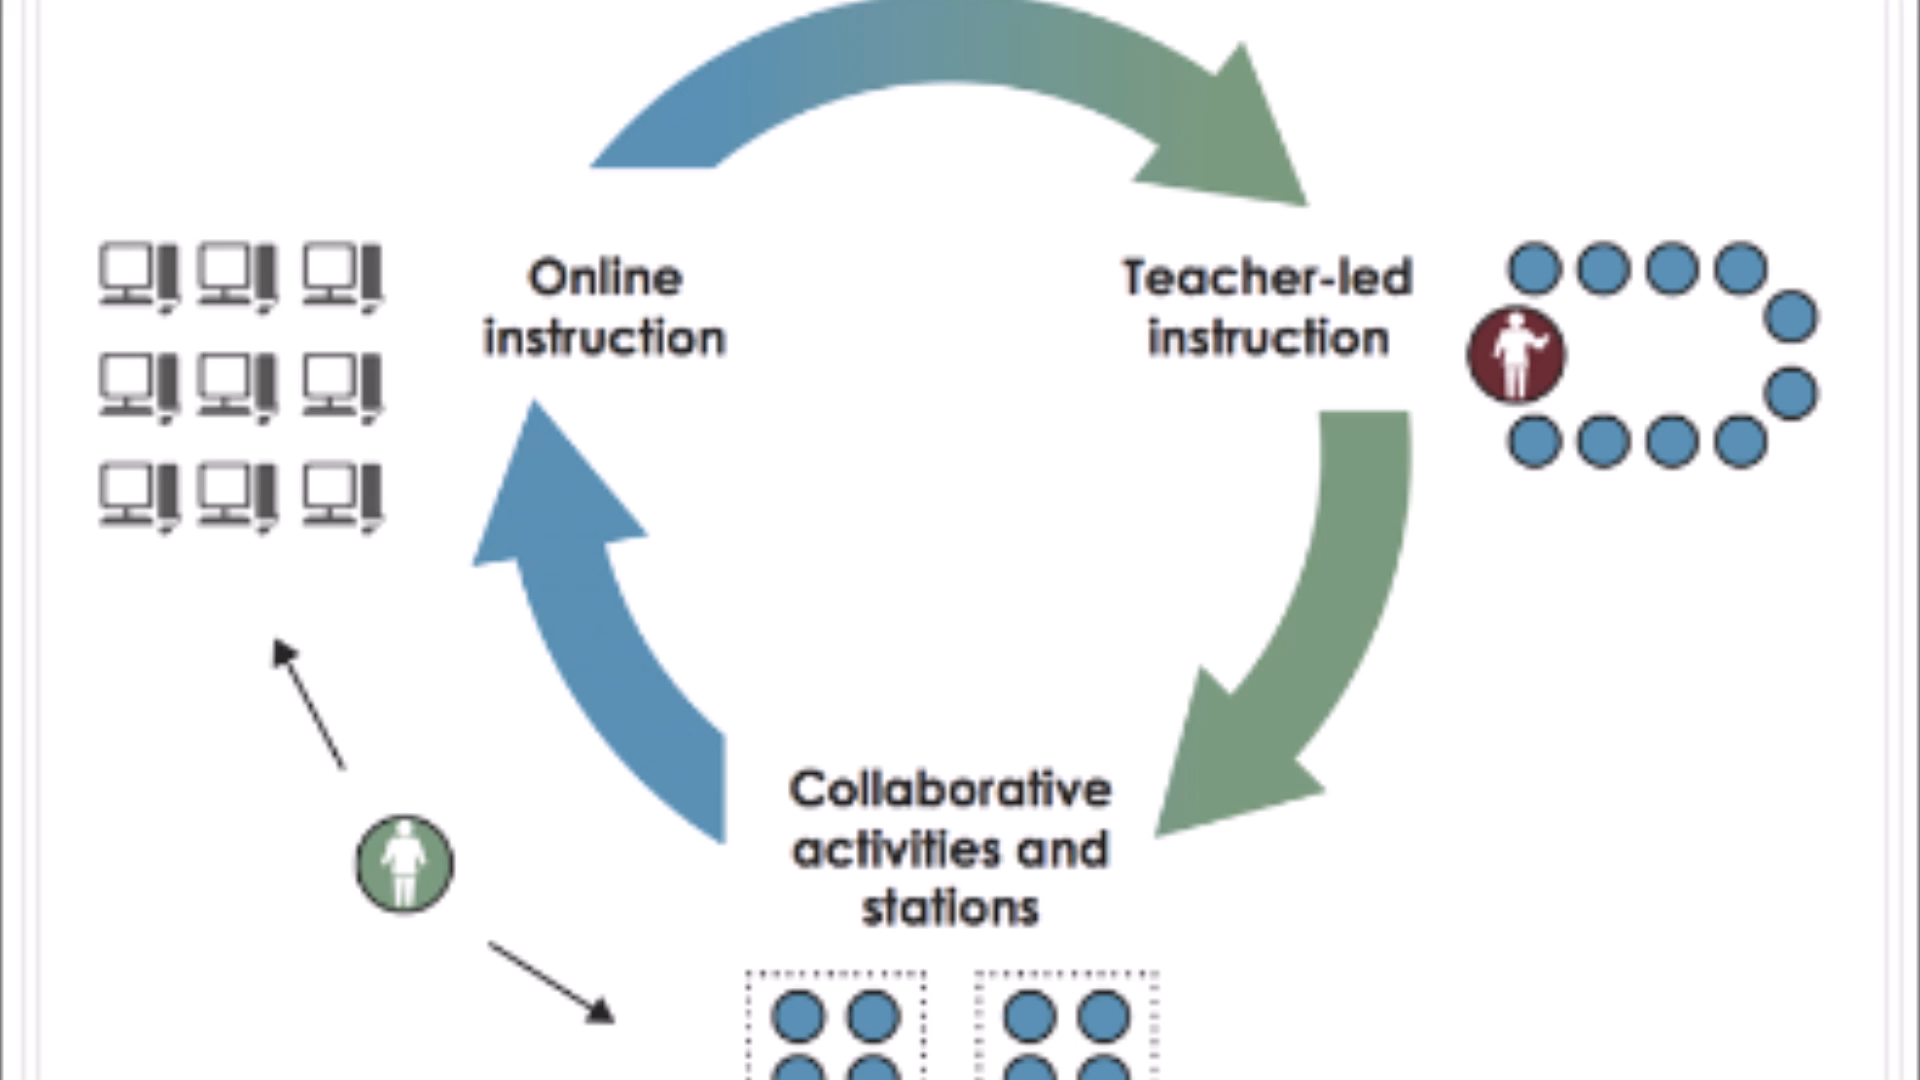 Online
instruction
Teacher-led
instruction
Collaborative
activities and
stations